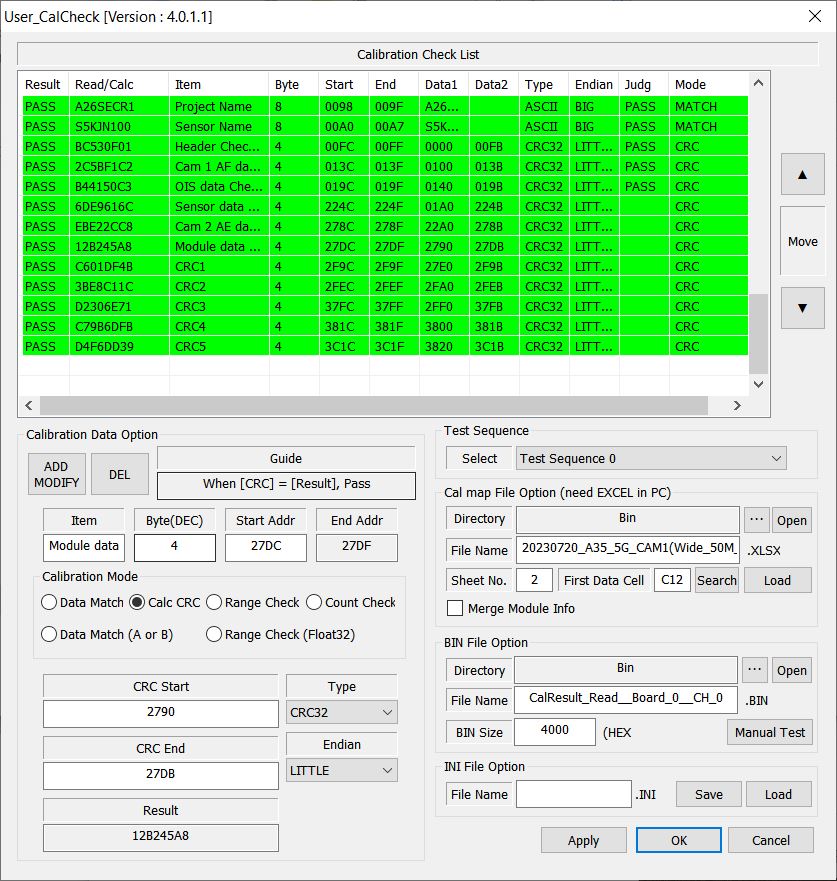 User_CalCheck [Version : 4.0.1.1]
Calibration Check List
Result Read/Calc Item Byte Start End Data1 Data2 Type Endian Judg Mode
PASS A26SECR1 Project Name 8 0098 009F A26... ASCII BIG PASS MATCH
PASS S5KJN100 Sensor Name 8 00A0 00A7 S5K... ASCII BIG PASS MATCH
PASS BC530F01 Header Chec... 4 00FC 00FF 0000 00FB CRC32 LITT... PASS CRC
PASS 2C5BF1C2 Cam 1 AF da... 4 013C 013F 0100 013B CRC32 LITT... PASS CRC
PASS B44150C3 OIS data Che... 4 019C 019F 0140 019B CRC32 LITT... PASS CRC
PASS 6DE9616C Sensor data ... 4 224C 224F 01A0 224B CRC32 LITT... CRC
PASS EBE22CC8 Cam 2 AE da... 4 278C 278F 22A0 278B CRC32 LITT... CRC
PASS 12B245A8 Module data ... 4 27DC 27DF 2790 27DB CRC32 LITT... CRC
PASS C601DF4B CRC1 4 2F9C 2F9F 27E0 2F9B CRC32 LITT... CRC
PASS 3BE8C11C CRC2 4 2FEC 2FEF 2FA0 2FEB CRC32 LITT... CRC
PASS D2306E71 CRC3 4 37FC 37FF 2FF0 37FB CRC32 LITT... CRC
PASS C79B6DFB CRC4 4 381C 381F 3800 381B CRC32 LITT... CRC
PASS D4F6DD39 CRC5 4 3C1C 3C1F 3820 3C1B CRC32 LITT... CRC
▲
Move
▼
Calibration Data Option
ADD
MODIFY
DEL
Guide
When [CRC] = [Result], Pass
Item Byte(DEC) Start Addr End Addr
Module data 4 27DC 27DF
Calibration Mode
Data Match Calc CRC Range Check Count Check
Data Match (A or B) Range Check (Float32)
CRC Start
2790
Type
CRC32
CRC End
27DB
Endian
LITTLE
Result
12B245A8
Test Sequence
Select Test Sequence 0
Cal map File Option (need EXCEL in PC)
Directory Bin ... Open
File Name 20230720_A35_5G_CAM1(Wide_50M_ .XLSX
Sheet No. 2 First Data Cell C12 Search Load
Merge Module Info
BIN File Option
Directory Bin ... Open
File Name CalResult_Read__Board_0__CH_0 .BIN
BIN Size 4000 (HEX Manual Test
INI File Option
File Name .INI Save Load
Apply OK Cancel